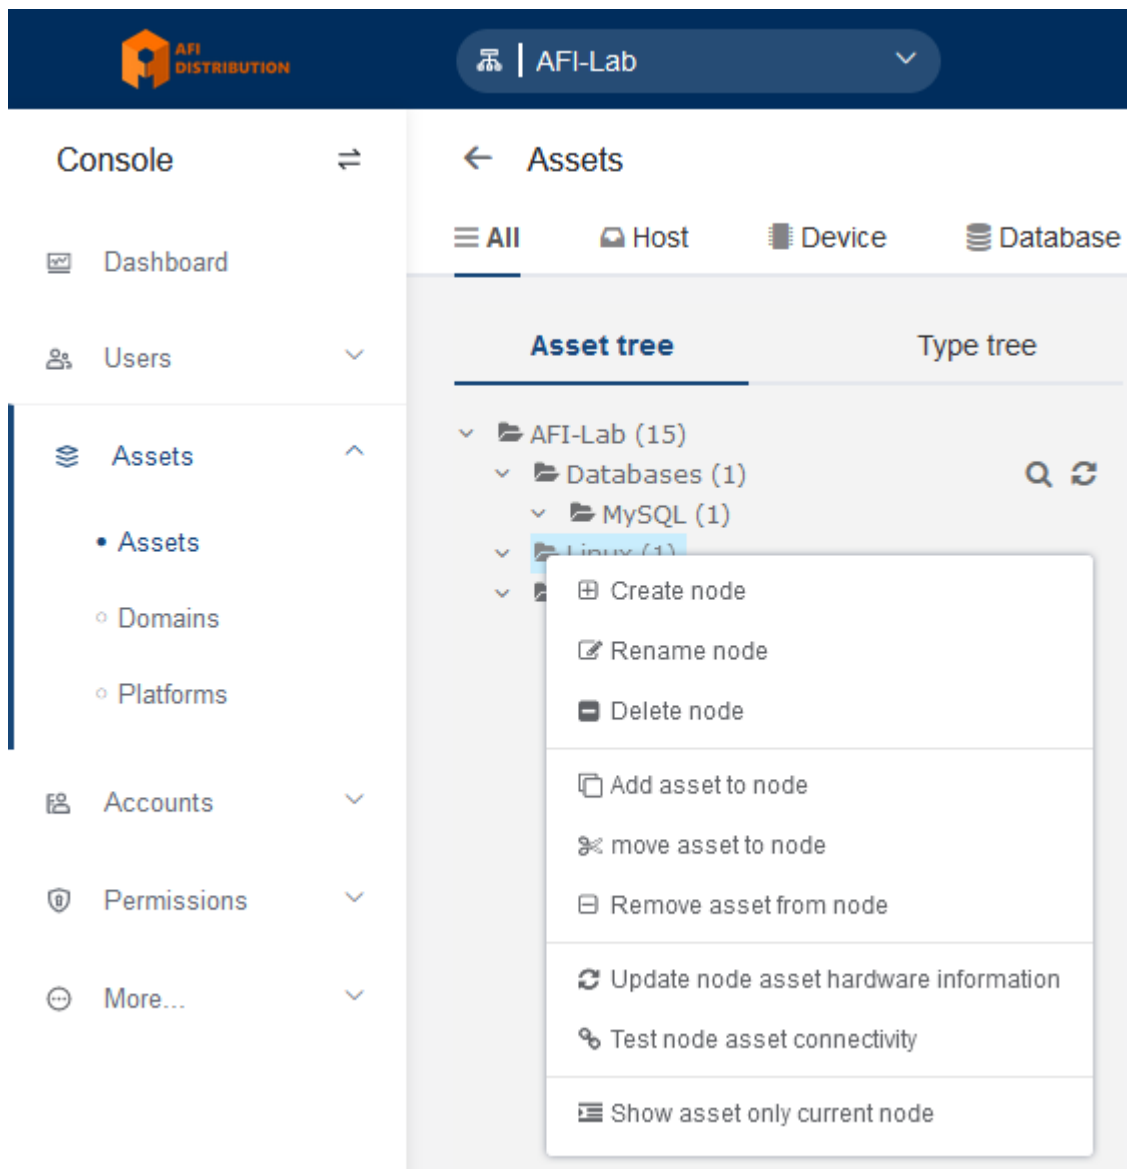 AFI
DISTRIBUTION
AFI-Lab
Console
Assets
All
Host
Device
Database
Dashboard
Users
Asset tree
Type tree
AFI-Lab (15)
Assets
Databases (1)
MySQL (1)
Assets
Linux (1)
Create node
Domains
Rename node
Platforms
Delete node
Accounts
Add asset to node
move asset to node
Permissions
Remove asset from node
More...
Update node asset hardware information
Test node asset connectivity
Show asset only current node